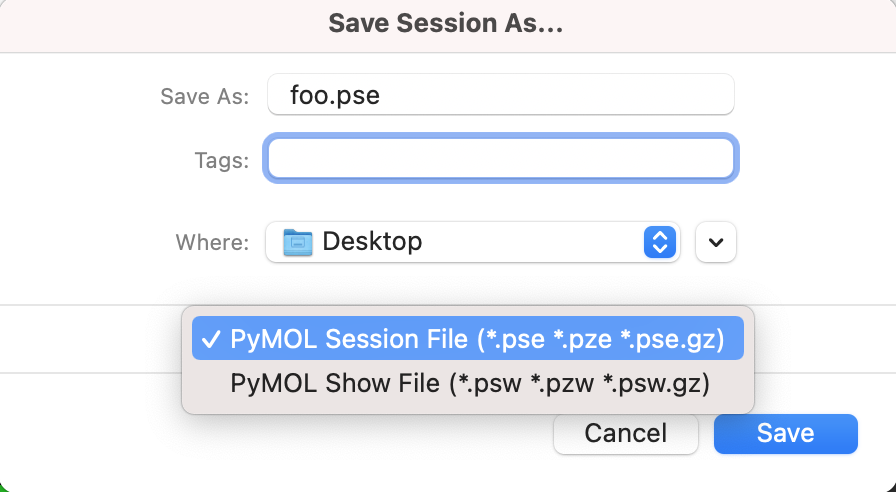 Save Session As...
Save As: foo.pse
Tags:
Where: Desktop
✓ PyMOL Session File (*.pse *.pze *.pse.gz)
PyMOL Show File (*.psw *.pzw *.psw.gz)
Cancel Save